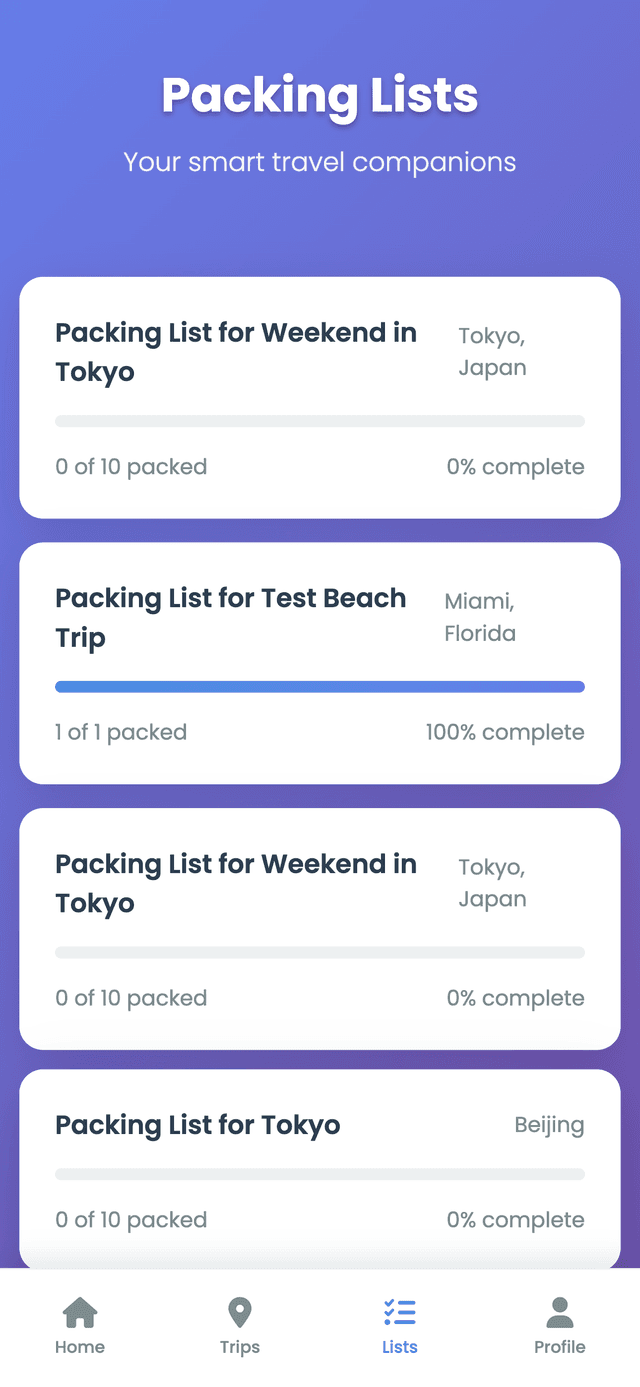 Packing Lists
Your smart travel companions
Packing List for Weekend in
Tokyo
Tokyo,
Japan
0 of 10 packed
0% complete
Packing List for Test Beach
Trip
Miami,
Florida
1 of 1 packed
100% complete
Packing List for Weekend in
Tokyo
Tokyo,
Japan
0 of 10 packed
0% complete
Packing List for Tokyo
Beijing
0 of 10 packed
0% complete
Home
Trips
Lists
Profile